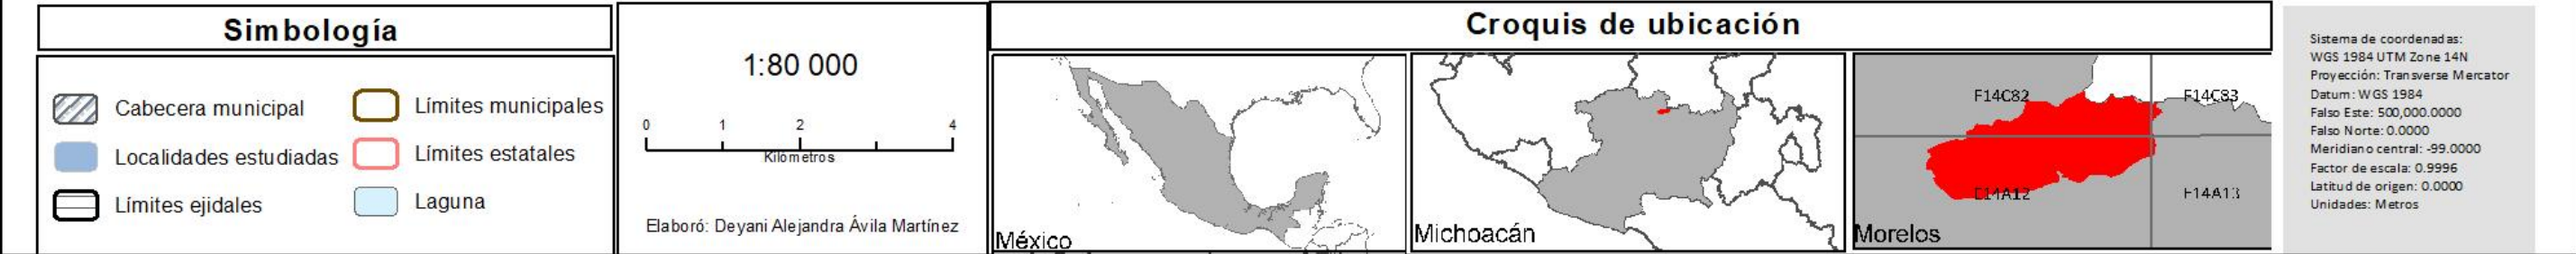 Simbología
Cabecera municipal
Límites municipales
Localidades estudiadas
Límites estatales
Límites ejidales
Laguna
1:80 000
0 1 2 4
Kilómetros
Elaboró: Deyani Alejandra Ávila Martínez
Croquis de ubicación
México
Michoacán
F14C82
F14C83
E14A12
E14A13
Morelos
Sistema de coordenadas:
WGS 1984 UTM Zone 14N
Proyección: Transverse Mercator
Datum: WGS 1984
Falso Este: 500,000.0000
Falso Norte: 0.0000
Meridiano central: -99.0000
Factor de escala: 0.9996
Latitud de origen: 0.0000
Unidades: Metros